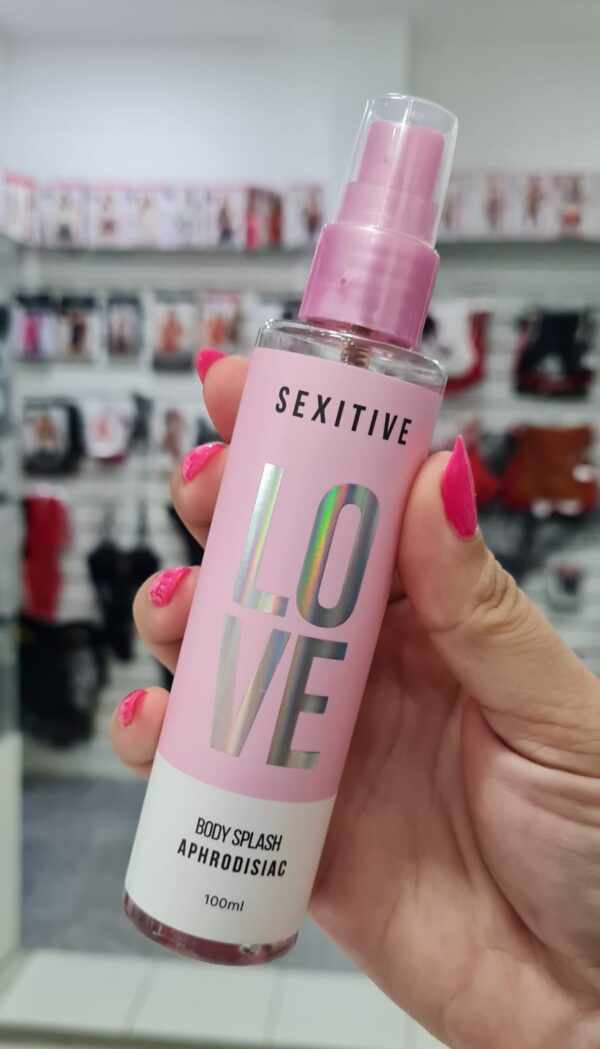 SEXITIVE
LO
VE
BODY SPLASH
APHRODISIAC
100ml